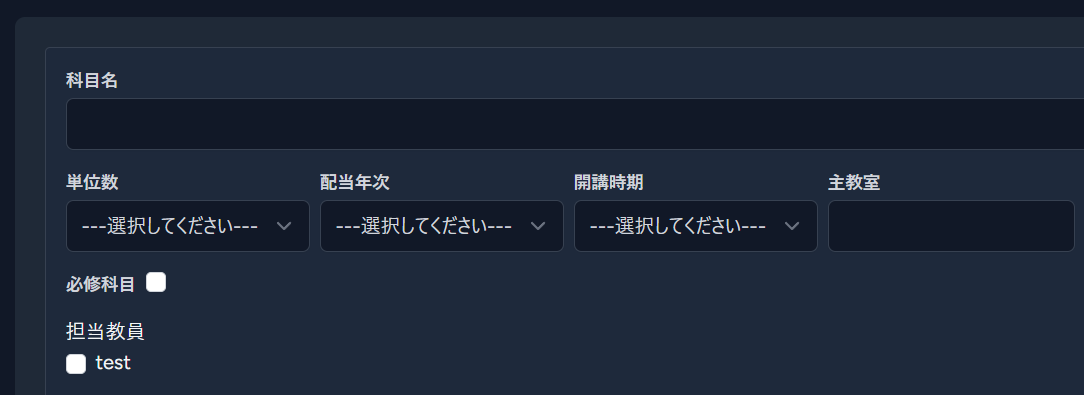 科目名
単位数 配当年次 開講時期 主教室
---選択してください--- ---選択してください--- ---選択してください---
必修科目
担当教員
test